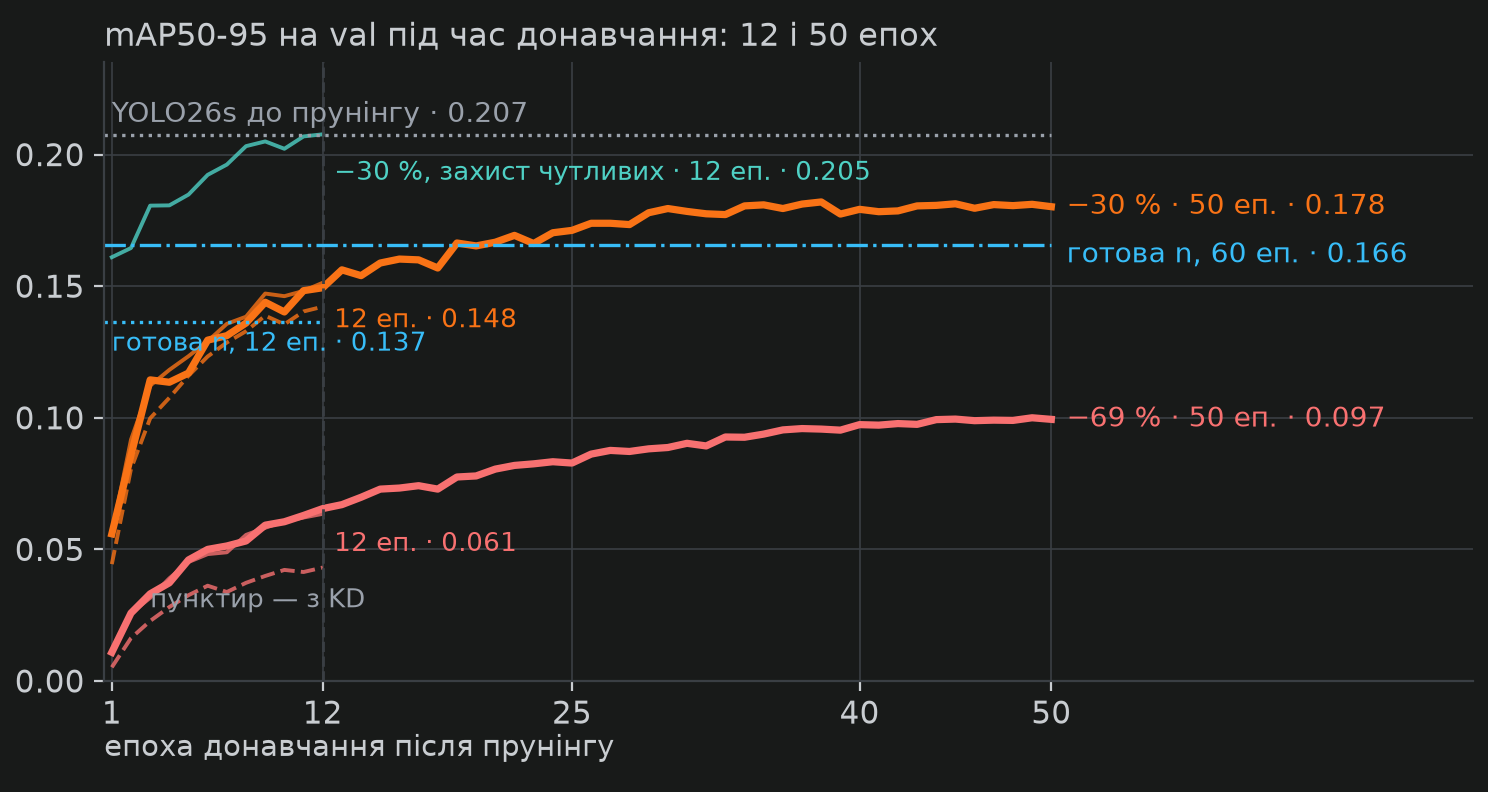 mAP50-95 на val під час донавчання: 12 і 50 епох
YOLO26s до прунінгу · 0.207
0.20
−30 %, захист чутливих · 12 еп. · 0.205
−30 % · 50 еп. · 0.178
готова n, 60 еп. · 0.166
0.15
12 еп. · 0.148
готова n, 12 еп. · 0.137
0.10
−69 % · 50 еп. · 0.097
0.05
12 еп. · 0.061
пунктир — з KD
0.00
1 12 25 40 50
епоха донавчання після прунінгу